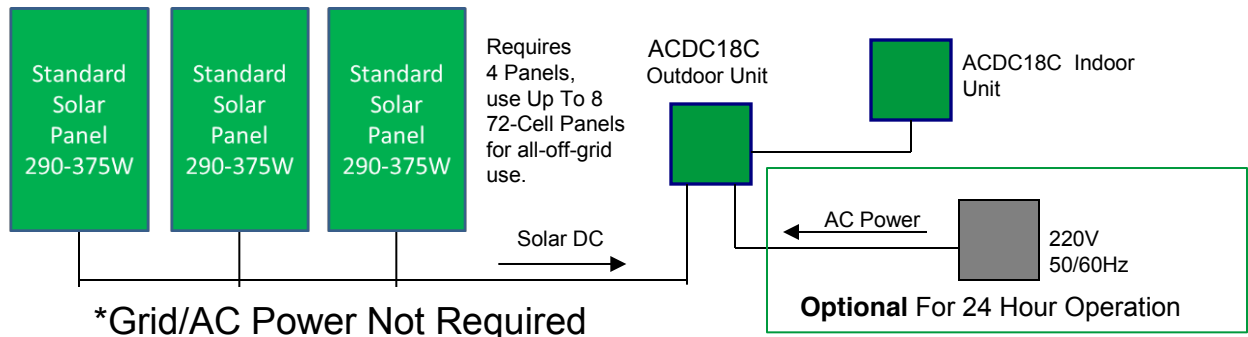 Standard
Solar
Panel
290-375W
Standard
Solar
Panel
290-375W
Standard
Solar
Panel
290-375W
Requires
4 Panels,
use Up To 8
72-Cell Panels
for all-off-grid
use.
ACDC18C
Outdoor Unit
ACDC18C Indoor
Unit
Solar DC
AC Power
220V
50/60Hz
Optional For 24 Hour Operation
*Grid/AC Power Not Required